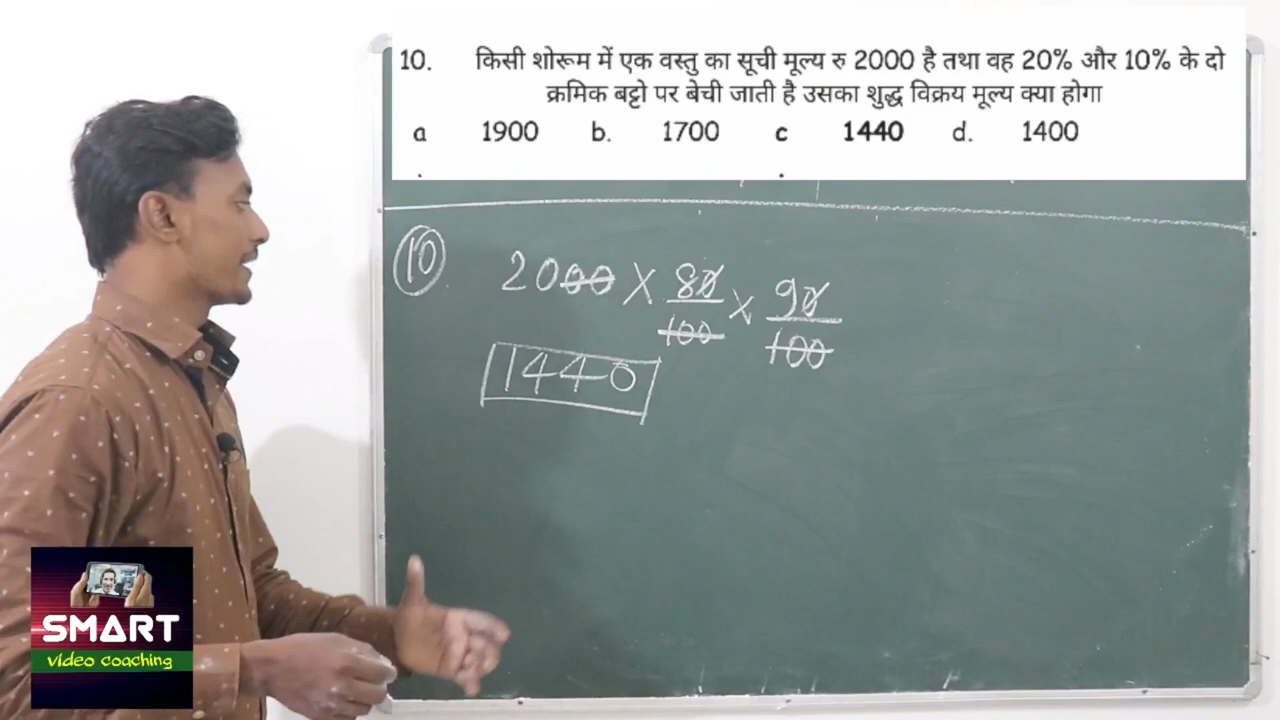 10. किसी शोरूम में एक वस्तु का सूची मूल्य रु 2000 है तथा वह 20% और 10% के दो
क्रमिक बट्टो पर बेची जाती है उसका शुद्ध विक्रय मूल्य क्या होगा
a 1900 b. 1700 c 1440 d. 1400
. .
10 2000 × 80/100 × 90/100
1440
SMART
video coaching